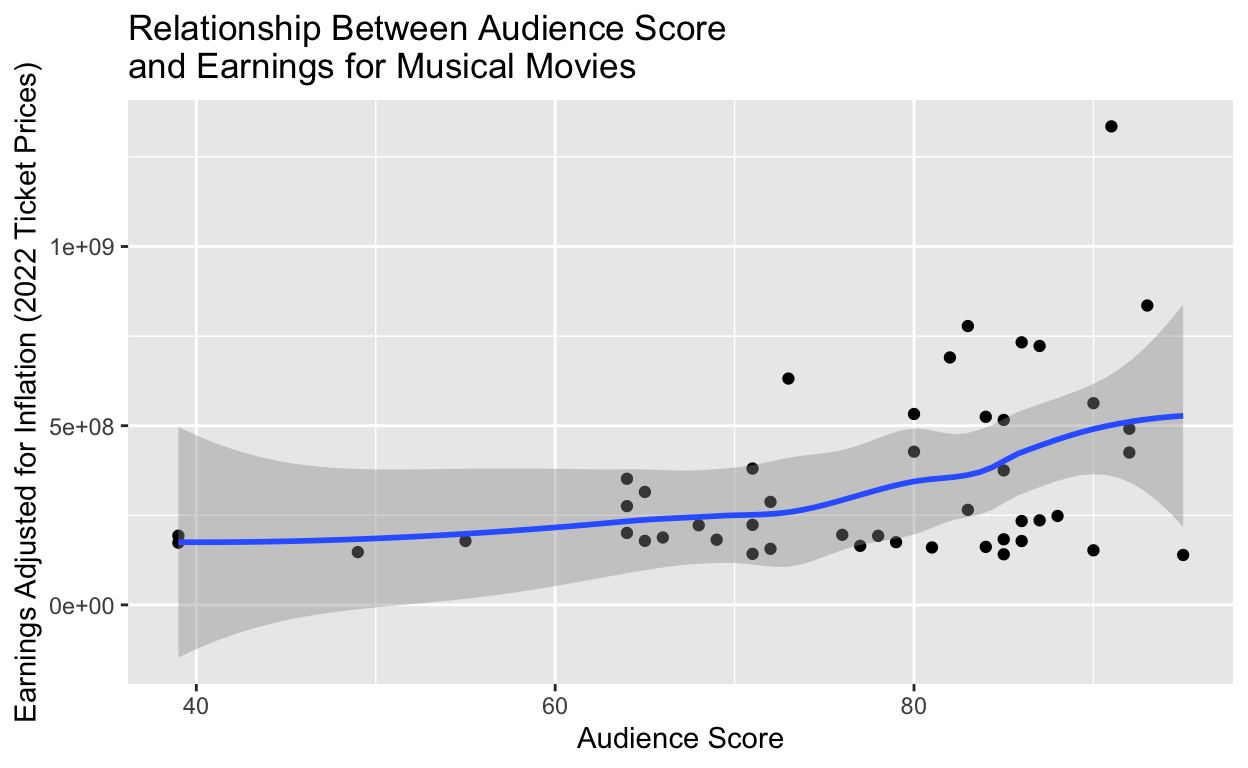 Relationship Between Audience Score
and Earnings for Musical Movies
Earnings Adjusted for Inflation (2022 Ticket Prices)
1e+09
5e+08
0e+00
40
60
80
Audience Score